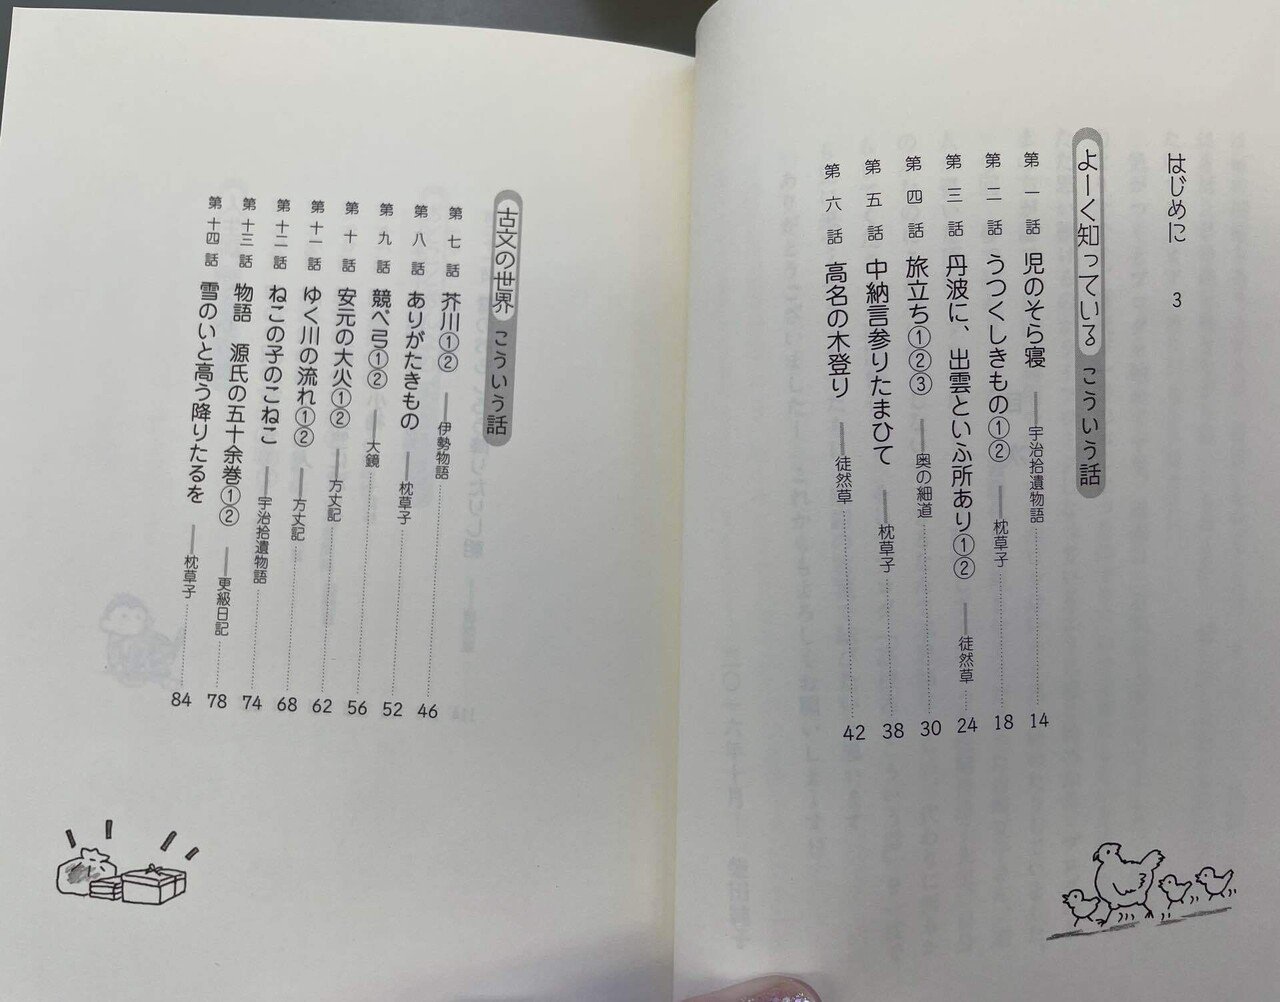 はじめに 3
よーく知っている こういう話
第一話 児のそら寝 ――宇治拾遺物語 14
第二話 うつくしきもの①② ――枕草子 18
第三話 丹波に、出雲といふ所あり①② ――徒然草 24
第四話 旅立ち①②③ ――奥の細道 30
第五話 中納言参りたまひて ――枕草子 38
第六話 高名の木登り ――徒然草 42
古文の世界 こういう話
第七話 芥川①② ――伊勢物語 46
第八話 ありがたきもの ――枕草子 52
第九話 競べ弓①② ――大鏡 56
第十話 安元の大火①② ――方丈記 62
第十一話 ゆく川の流れ①② ――方丈記 68
第十二話 ねこの子のこねこ ――宇治拾遺物語 74
第十三話 物語 源氏の五十余巻①② ――更級日記 78
第十四話 雪のいと高う降りたるを ――枕草子 84